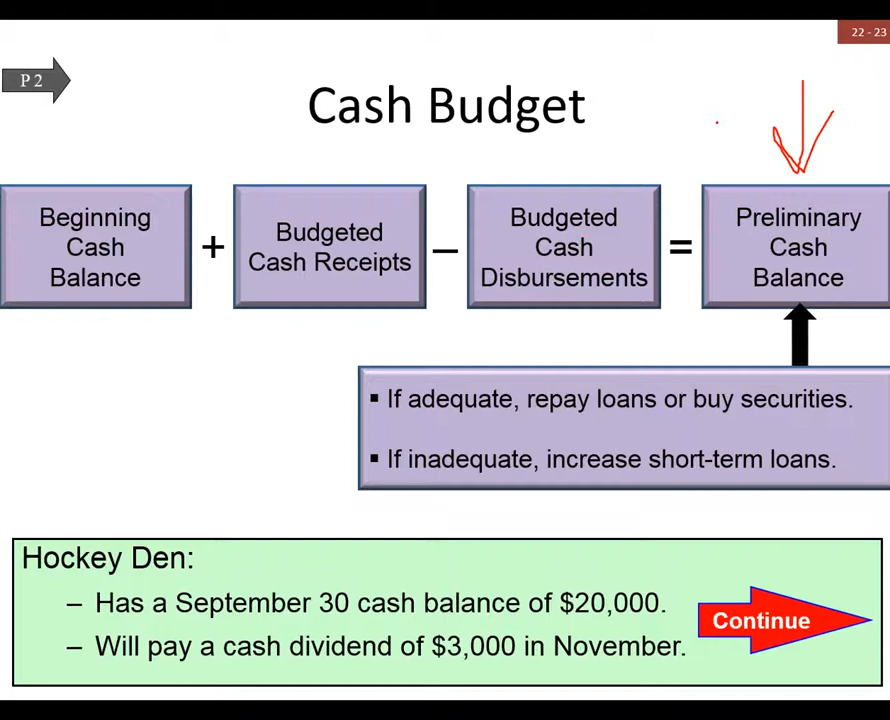 22 - 23
P 2
Cash Budget
Beginning
Cash
Balance
+
Budgeted
Cash Receipts
–
Budgeted
Cash
Disbursements
=
Preliminary
Cash
Balance
▪ If adequate, repay loans or buy securities.
▪ If inadequate, increase short-term loans.
Hockey Den:
– Has a September 30 cash balance of $20,000.
– Will pay a cash dividend of $3,000 in November.
Continue